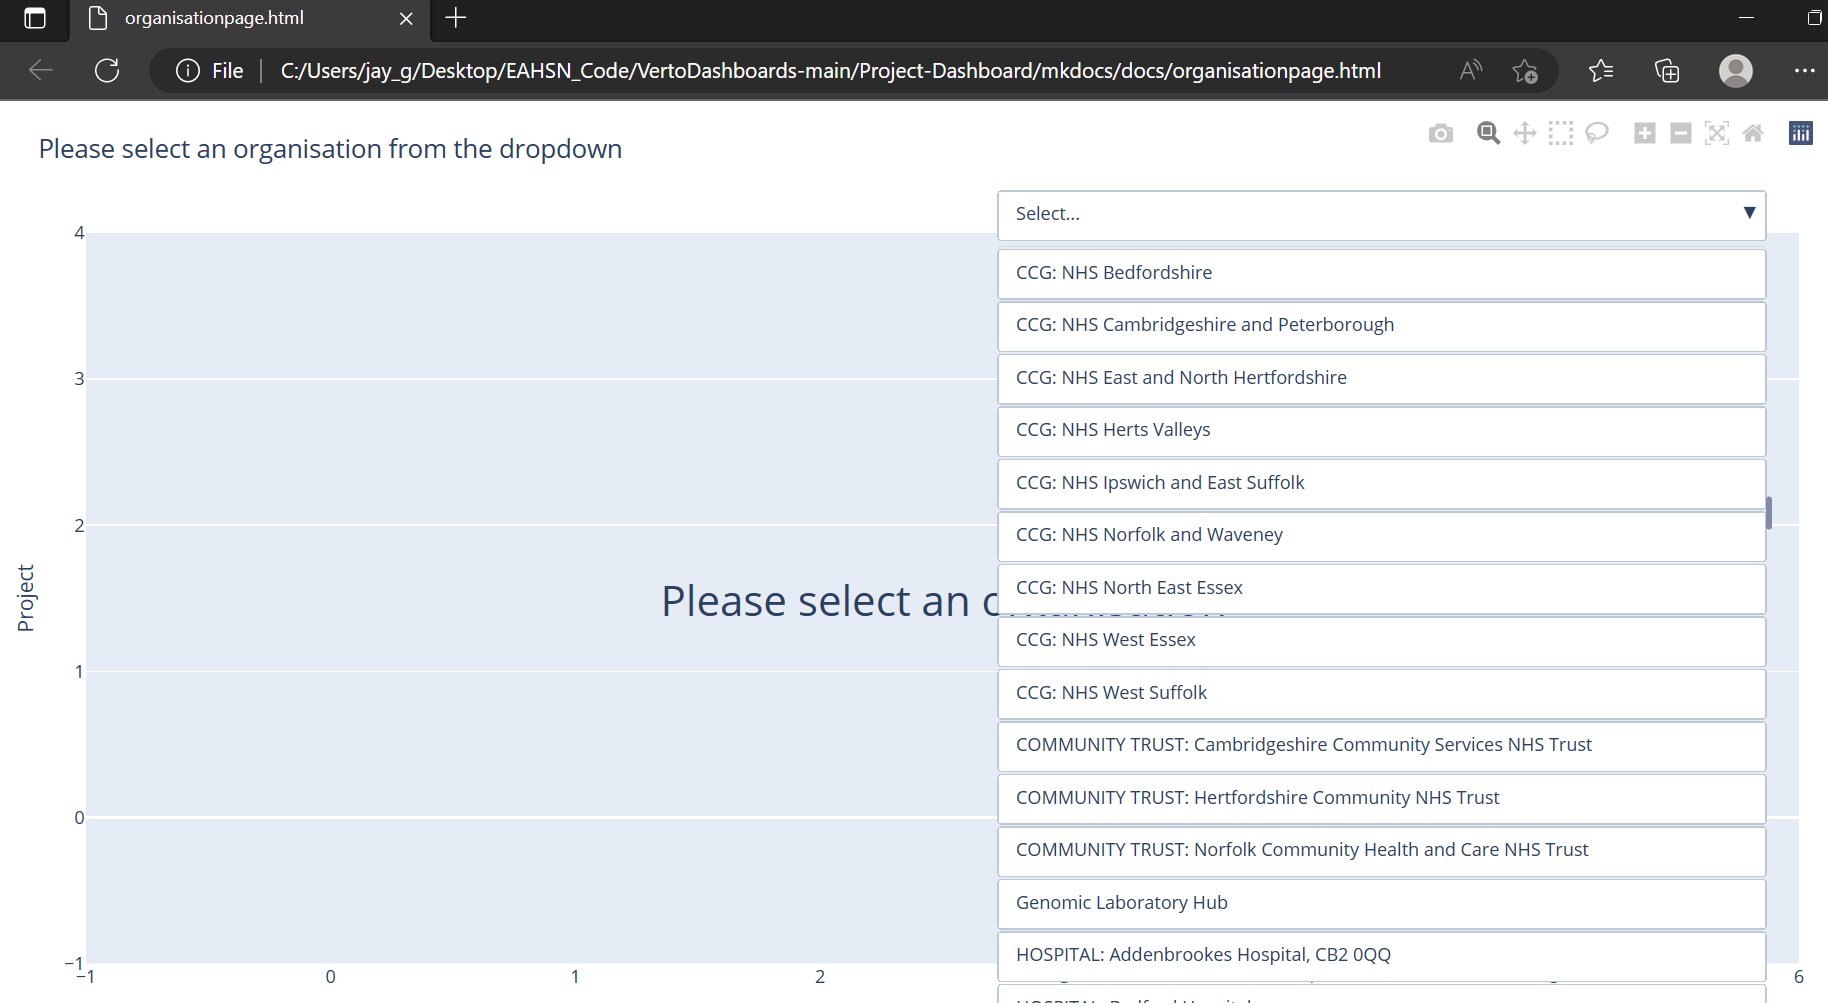 organisationpage.html
File
C:/Users/jay_g/Desktop/EAHSN_Code/VertoDashboards-main/Project-Dashboard/mkdocs/docs/organisationpage.html
Please select an organisation from the dropdown
Select...
CCG: NHS Bedfordshire
CCG: NHS Cambridgeshire and Peterborough
CCG: NHS East and North Hertfordshire
CCG: NHS Herts Valleys
CCG: NHS Ipswich and East Suffolk
CCG: NHS Norfolk and Waveney
CCG: NHS North East Essex
CCG: NHS West Essex
CCG: NHS West Suffolk
COMMUNITY TRUST: Cambridgeshire Community Services NHS Trust
COMMUNITY TRUST: Hertfordshire Community NHS Trust
COMMUNITY TRUST: Norfolk Community Health and Care NHS Trust
Genomic Laboratory Hub
HOSPITAL: Addenbrookes Hospital, CB2 0QQ
4
3
2
1
0
−1
Project
Please select an
−1 0 1 2 6